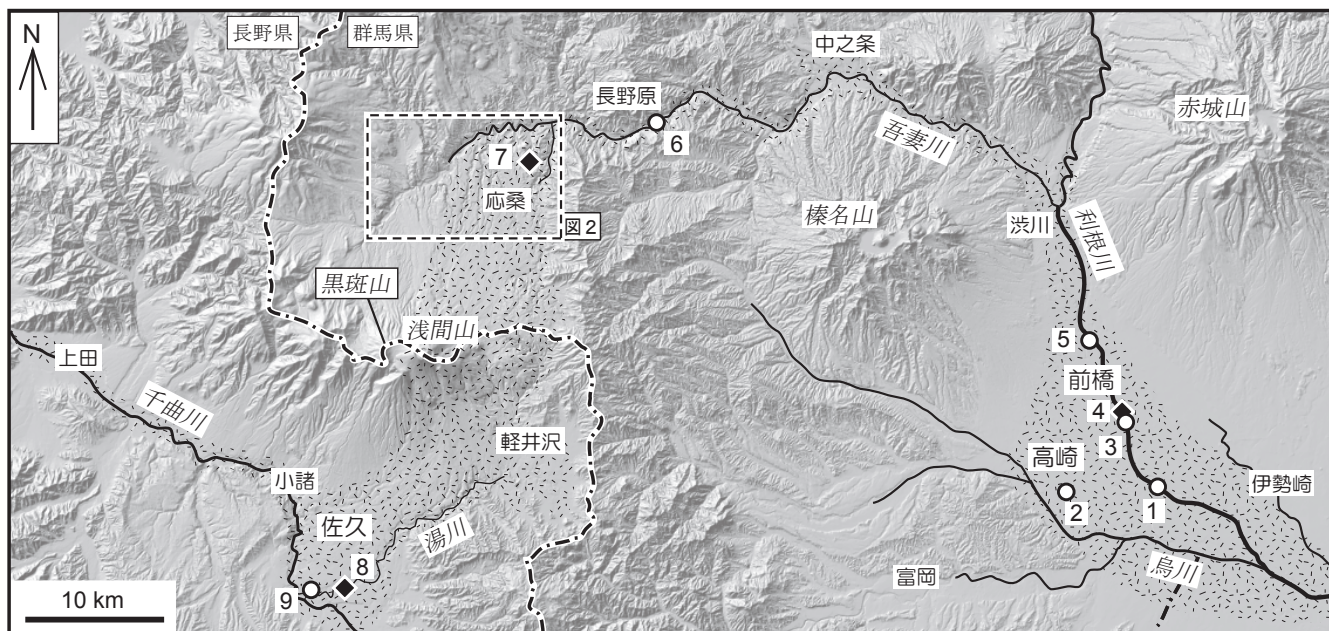 N
長野県
群馬県
中之条
長野原
6
赤城山
吾妻川
7
応桑
図2
榛名山
渋川
利根川
黒斑山
浅間山
5
上田
前橋
4
千曲川
3
軽井沢
高崎
小諸
伊勢崎
1
2
佐久
湯川
8
烏川
富岡
9
10 km